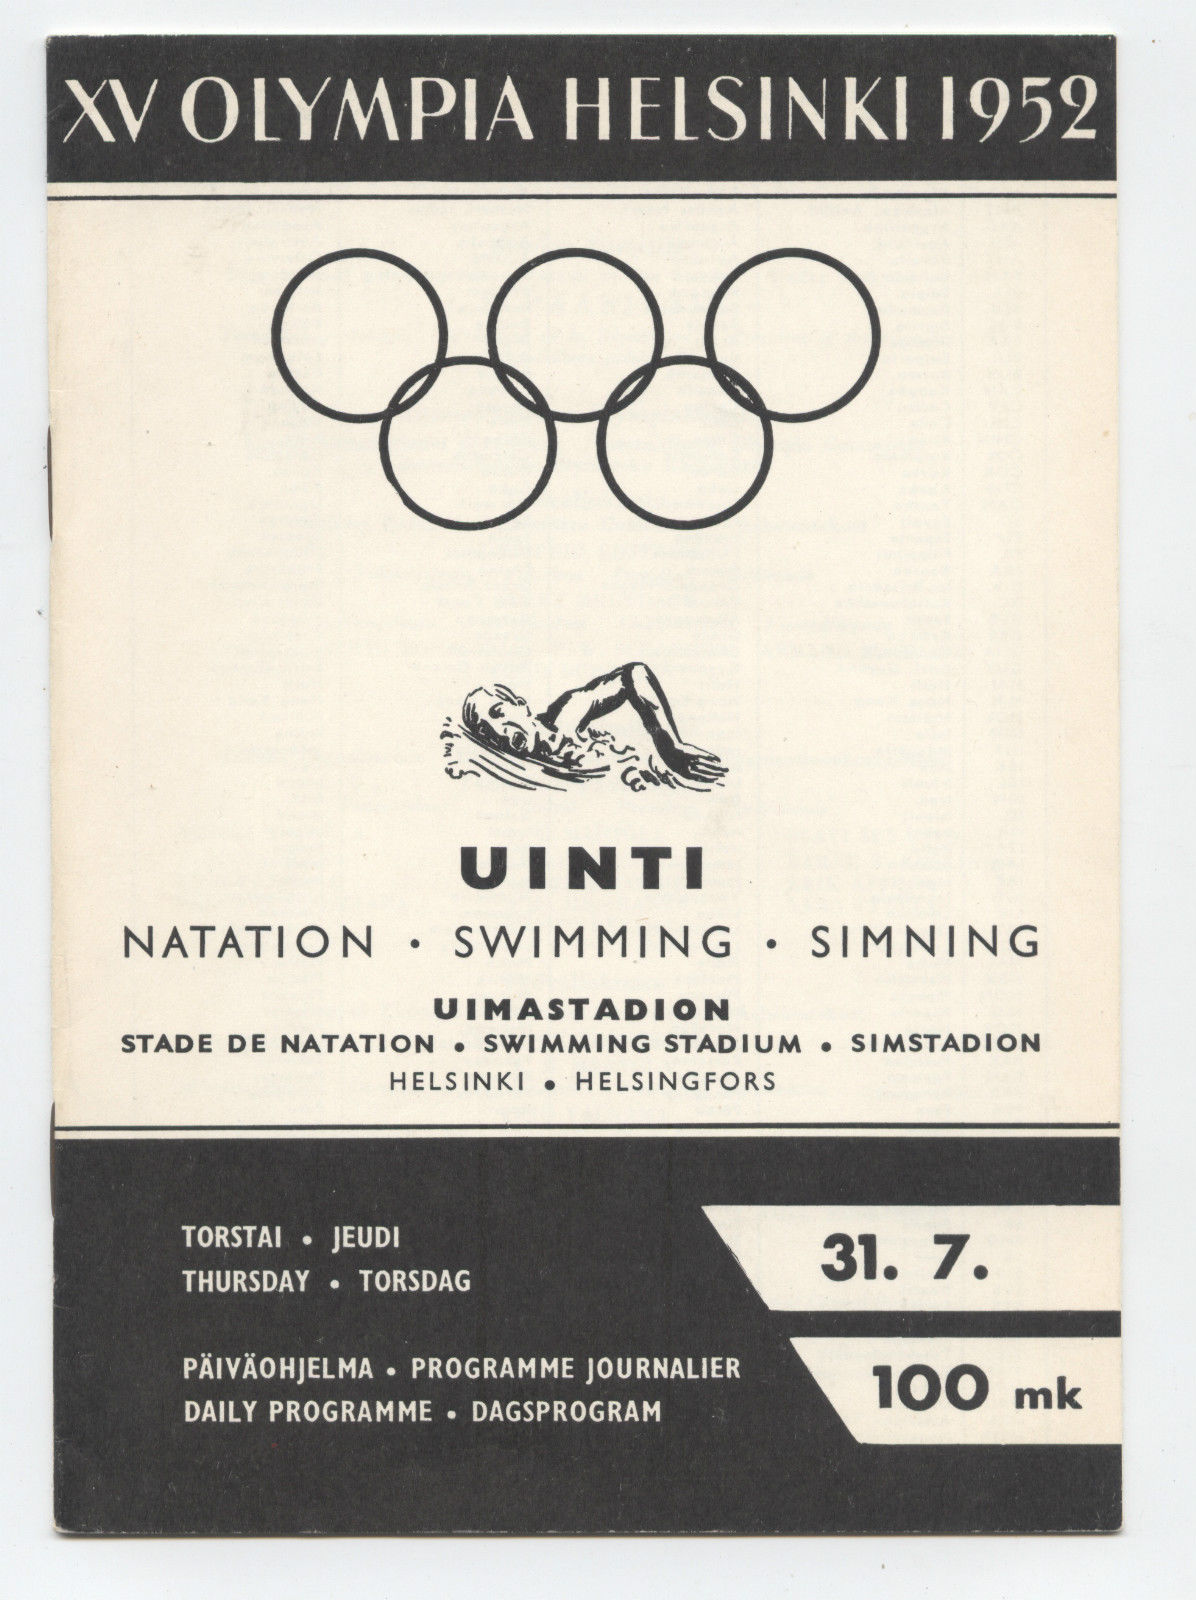 XV OLYMPIA HELSINKI 1952
UINTI
NATATION • SWIMMING • SIMNING
UIMASTADION
STADE DE NATATION • SWIMMING STADIUM • SIMSTADION
HELSINKI • HELSINGFORS
TORSTAI • JEUDI
THURSDAY • TORSDAG
31. 7.
PÄIVÄOHJELMA • PROGRAMME JOURNALIER
DAILY PROGRAMME • DAGSPROGRAM
100 mk